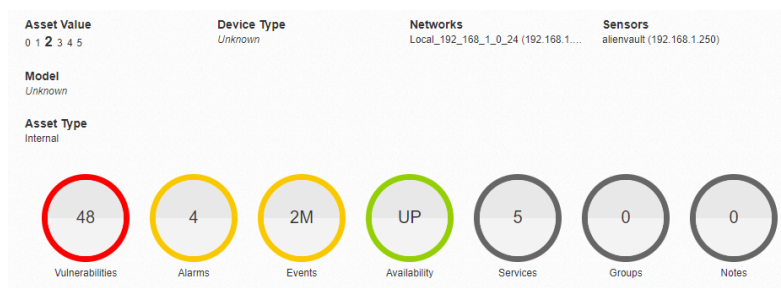 Asset Value
0 1 2 3 4 5
Device Type
Unknown
Networks
Local_192_168_1_0_24 (192.168.1....
Sensors
alienvault (192.168.1.250)
Model
Unknown
Asset Type
Internal
48
Vulnerabilities
4
Alarms
2M
Events
UP
Availability
5
Services
0
Groups
0
Notes